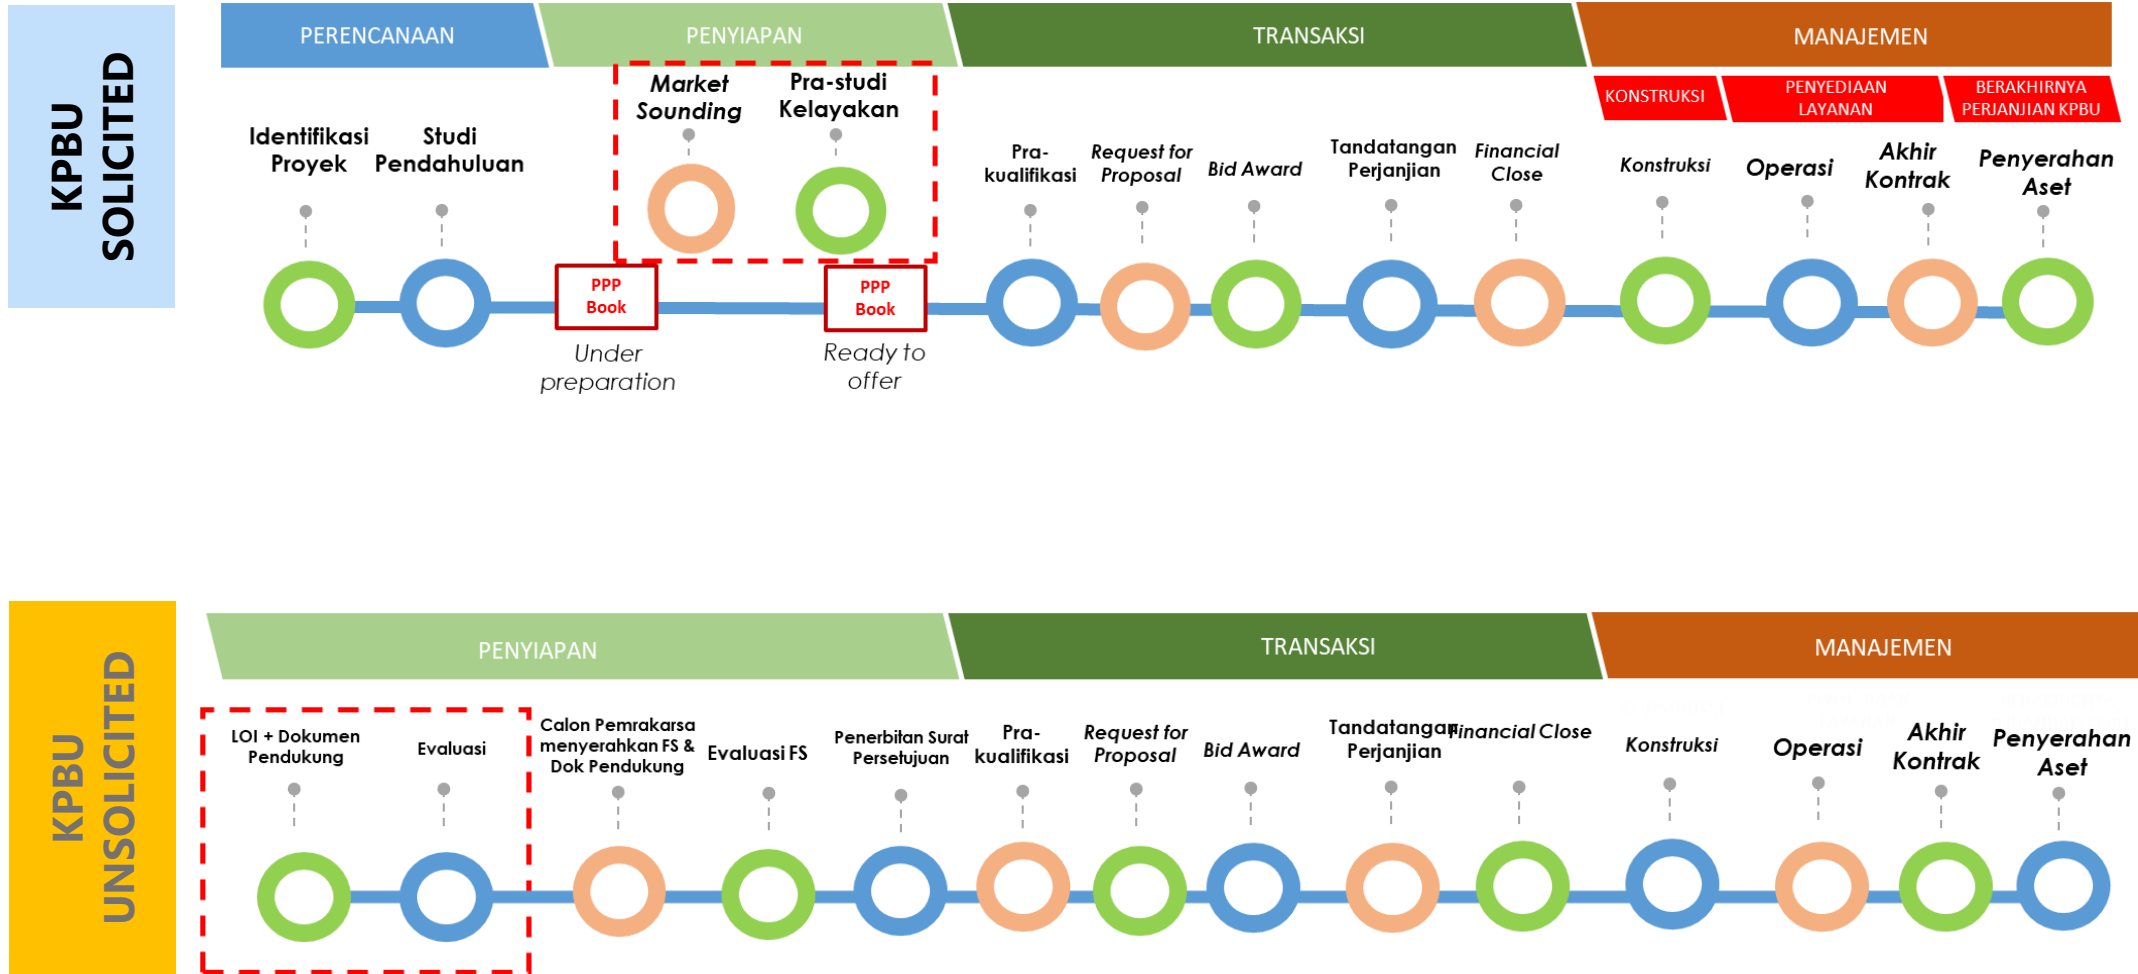 KPBU
SOLICITED
PERENCANAAN
PENYIAPAN
TRANSAKSI
MANAJEMEN
KONSTRUKSI
PENYEDIAAN
LAYANAN
BERAKHIRNYA
PERJANJIAN KPBU
Identifikasi
Proyek
Studi
Pendahuluan
Market
Sounding
Pra-studi
Kelayakan
Pra-
kualifikasi
Request for
Proposal
Bid Award
Tandatangan
Perjanjian
Financial
Close
Konstruksi
Operasi
Akhir
Kontrak
Penyerahan
Aset
PPP
Book
PPP
Book
Under
preparation
Ready to
offer
KPBU
UNSOLICITED
PENYIAPAN
TRANSAKSI
MANAJEMEN
LOI + Dokumen
Pendukung
Evaluasi
Calon Pemrakarsa
menyerahkan FS &
Dok Pendukung
Evaluasi FS
Penerbitan Surat
Persetujuan
Pra-
kualifikasi
Request for
Proposal
Bid Award
Tandatangan
Perjanjian
Financial Close
Konstruksi
Operasi
Akhir
Kontrak
Penyerahan
Aset